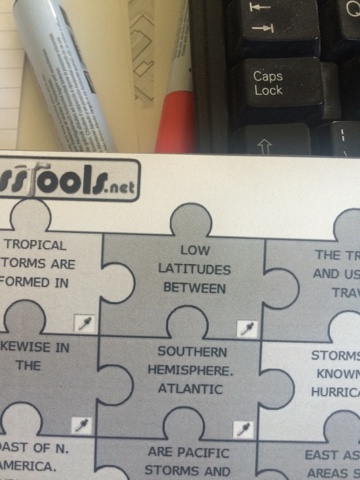 Q
Caps
Lock
ssTools.net
TROPICAL
TORMS ARE
FORMED IN
LOW
LATITUDES
BETWEEN
THE TR
AND US
TRAV
KEWISE IN
THE
SOUTHERN
HEMISPHERE.
ATLANTIC
STORMS
KNOWN
HURRICA
OAST OF N.
AMERICA.
ARE PACIFIC
STORMS AND
EAST AS
AREAS S